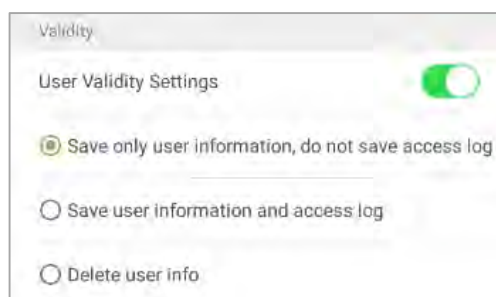 Validity
User Validity Settings
Save only user information, do not save access log
Save user information and access log
Delete user info